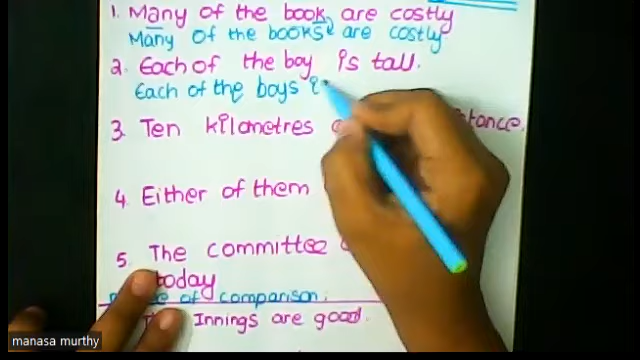 1. Many of the book, are costly
Many of the books are costly
2. Each of the boy is tall.
Each of the boys i
3. Ten kilometres
4. Either of them
5. The committee
today
of comparison.
Innings are good.
manasa murthy